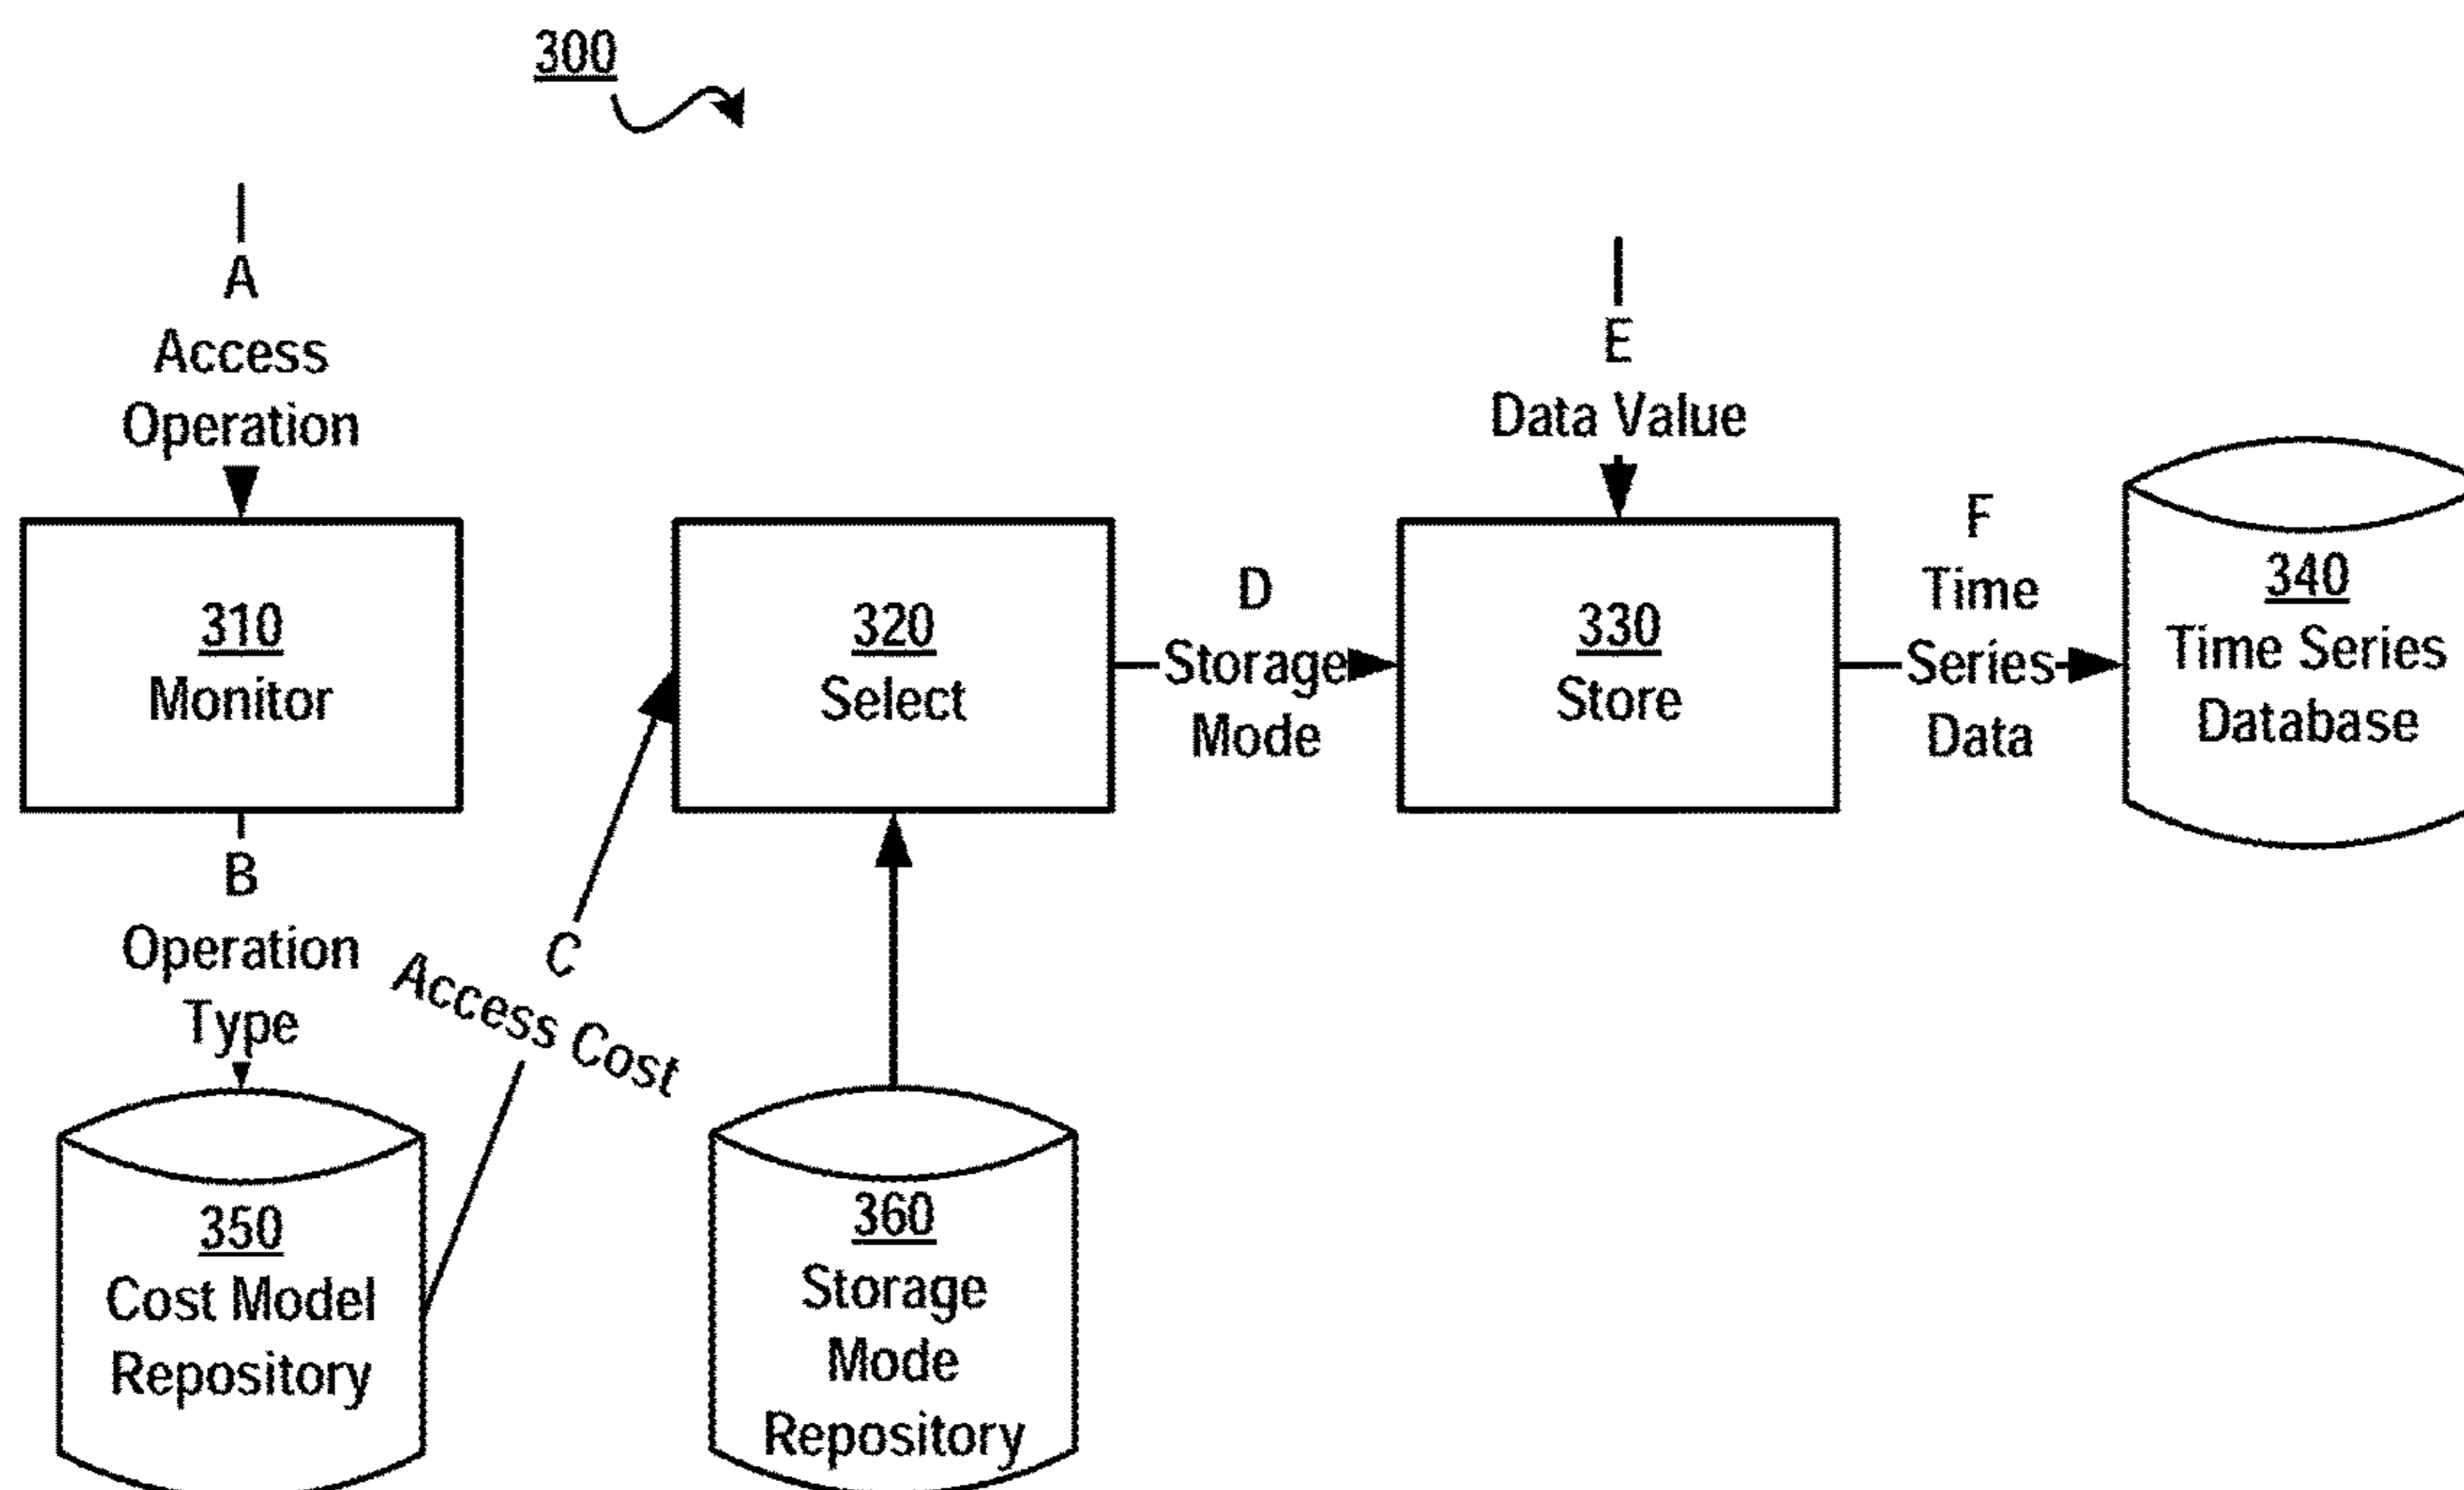 300
A
Access
Operation
310
Monitor
B
Operation
Type
350
Cost Model
Repository
C
Access Cost
320
Select
360
Storage
Mode
Repository
D
Storage
Mode
E
Data Value
330
Store
F
Time
Series
Data
340
Time Series
Database